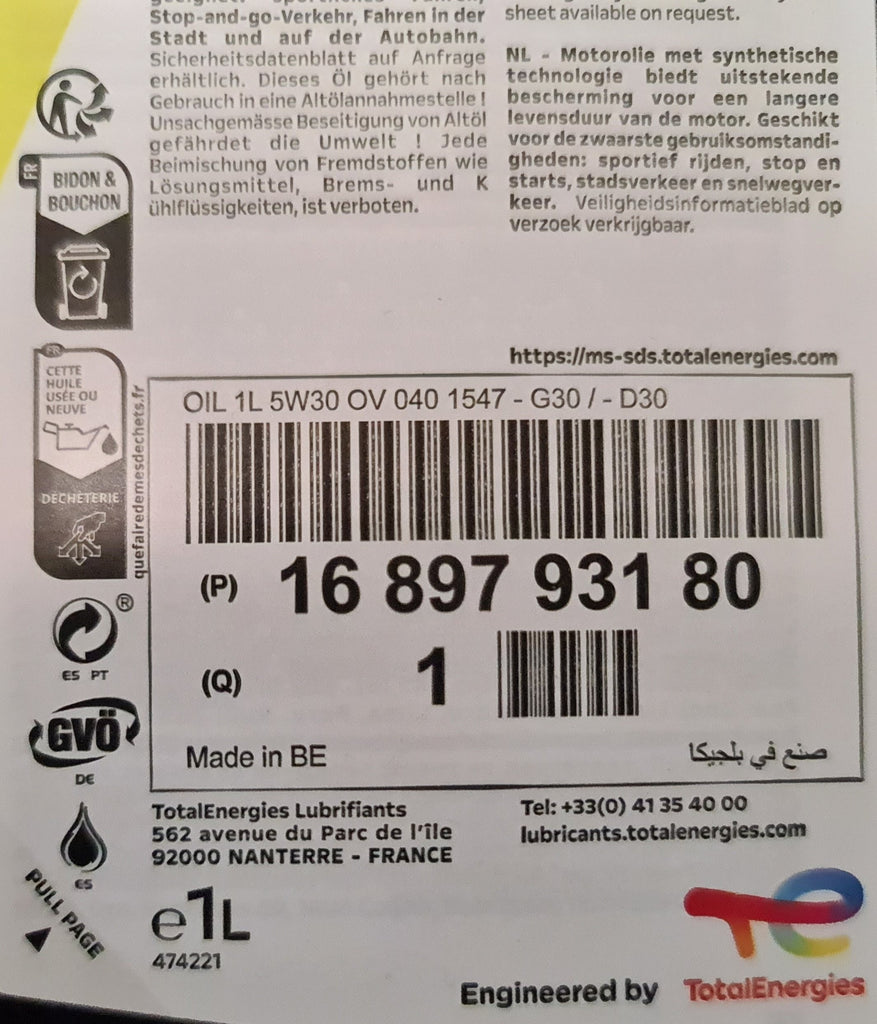 Stop-and-go-Verkehr, Fahren in der
Stadt und auf der Autobahn.
Sicherheitsdatenblatt auf Anfrage
erhältlich. Dieses Öl gehört nach
Gebrauch in eine Altölannahmestelle !
Unsachgemässe Beseitigung von Altöl
gefährdet die Umwelt ! Jede
Beimischung von Fremdstoffen wie
Lösungsmittel, Brems- und K
ühlflüssigkeiten, ist verboten.
sheet available on request.
NL - Motorolie met synthetische
technologie biedt uitstekende
bescherming voor een langere
levensduur van de motor. Geschikt
voor de zwaarste gebruiksomstandi-
gheden: sportief rijden, stop en
starts, stadsverkeer en snelwegver-
keer. Veiligheidsinformatieblad op
verzoek verkrijgbaar.
FR
BIDON &
BOUCHON
FR
CETTE
HUILE
USÉE OU
NEUVE
DÉCHÈTERIE
quefairedemesdechets.fr
®
ES PT
GVÖ
DE
ES
PULL PAGE
https://ms-sds.totalenergies.com
OIL 1L 5W30 OV 040 1547 - G30 / - D30
(P) 16 897 931 80
(Q) 1
Made in BE
صنع في بلجيكا
TotalEnergies Lubrifiants
562 avenue du Parc de l'île
92000 NANTERRE - FRANCE
Tel: +33(0) 41 35 40 00
lubricants.totalenergies.com
e1L
474221
Engineered by
TotalEnergies